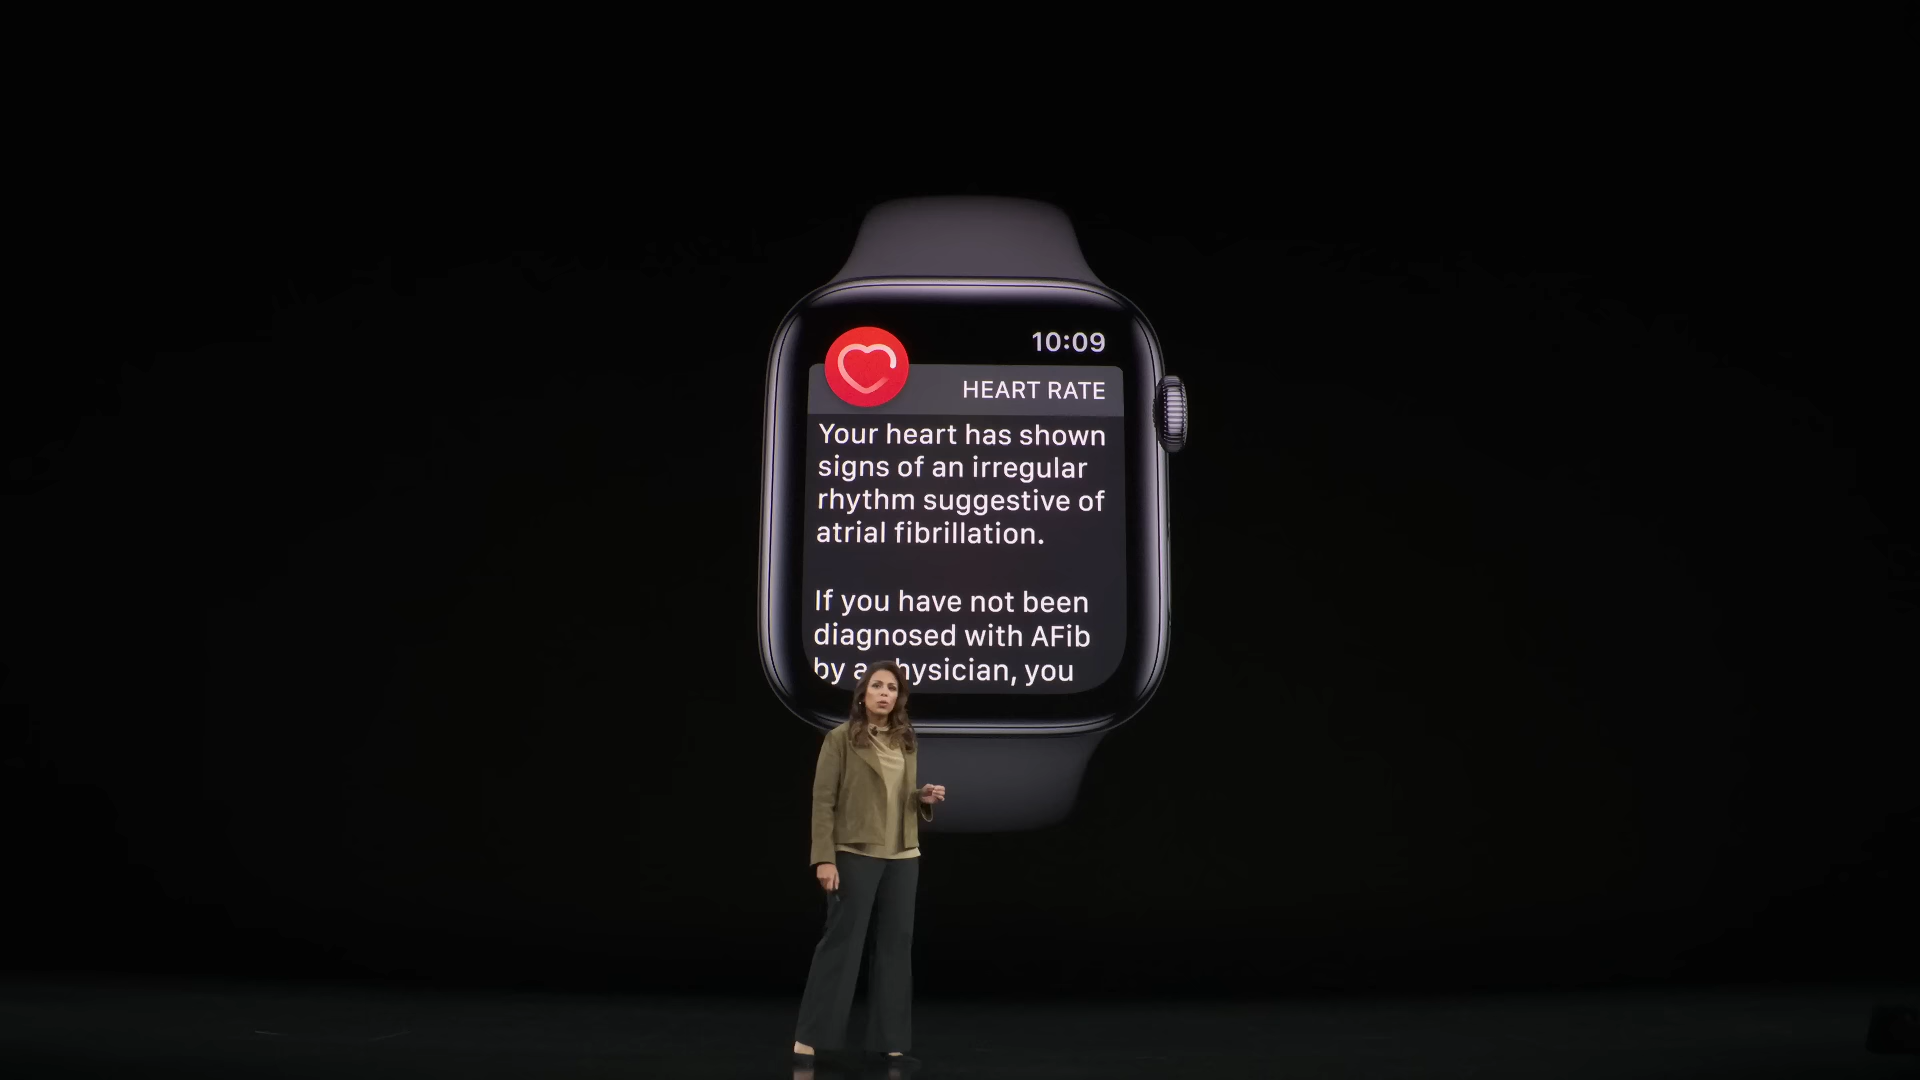 10:09
HEART RATE
Your heart has shown
signs of an irregular
rhythm suggestive of
atrial fibrillation.
If you have not been
diagnosed with AFib
by a physician, you